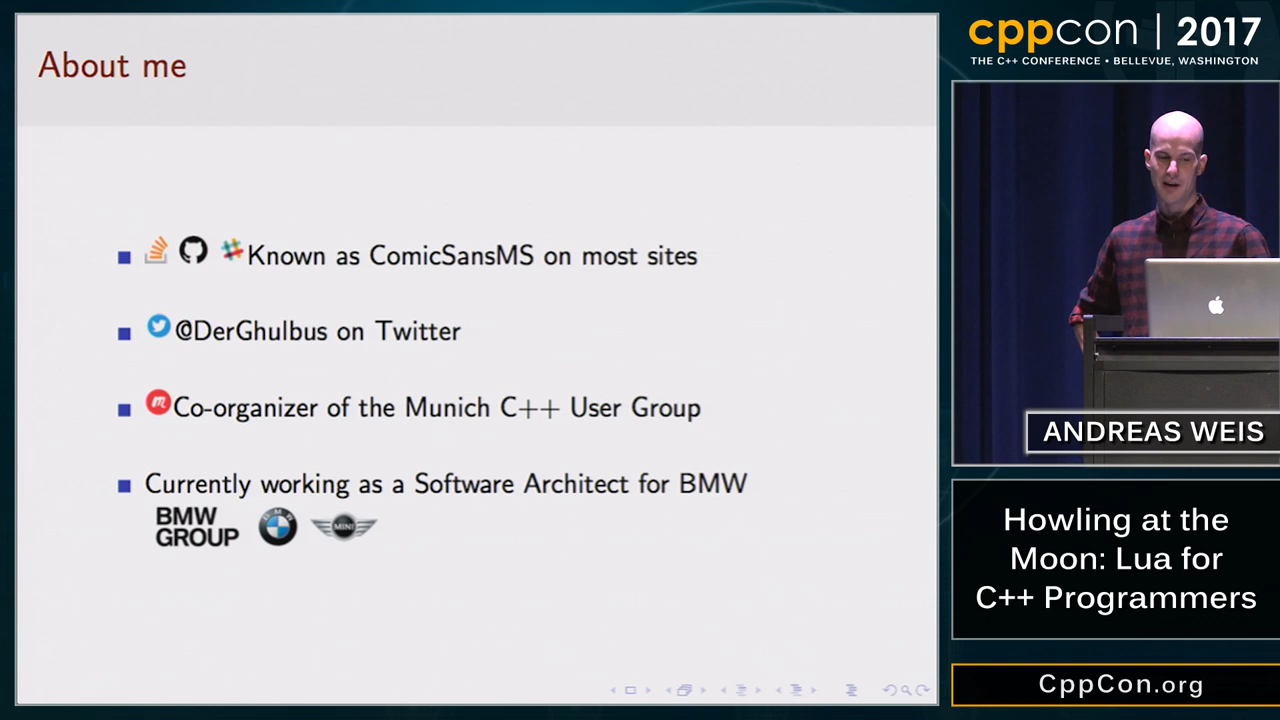 About me
Known as ComicSansMS on most sites
@DerGhulbus on Twitter
Co-organizer of the Munich C++ User Group
Currently working as a Software Architect for BMW
BMW
GROUP
BMW
MINI
cppcon | 2017
THE C++ CONFERENCE • BELLEVUE, WASHINGTON
ANDREAS WEIS
Howling at the
Moon: Lua for
C++ Programmers
CppCon.org